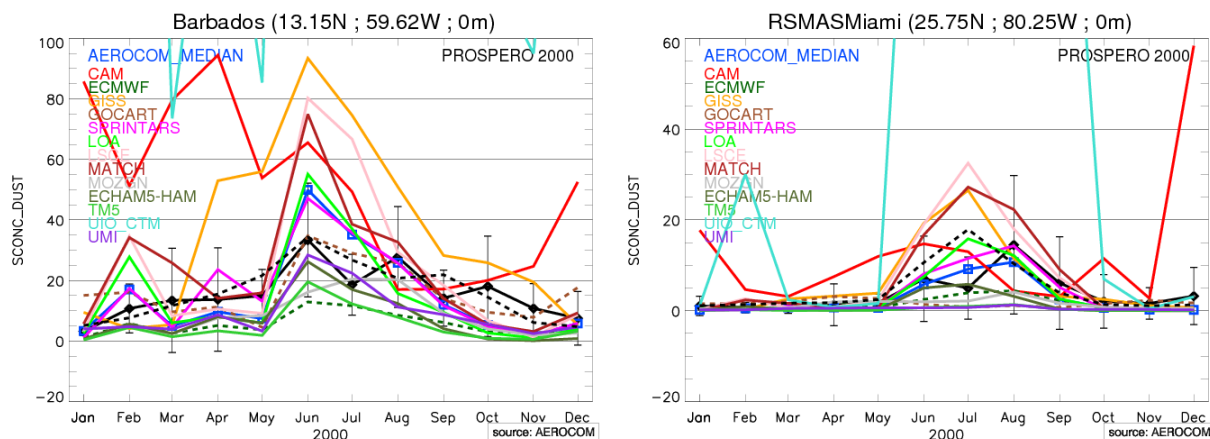 Barbados (13.15N ; 59.62W ; 0m)
100
80
60
40
20
0
−20
SCONC_DUST
AEROCOM_MEDIAN
CAM
ECMWF
GISS
GOCART
SPRINTARS
LOA
LSCE
MATCH
MOZGN
ECHAM5-HAM
TM5
UIO_CTM
UMI
PROSPERO 2000
Jan Feb Mar Apr May Jun Jul Aug Sep Oct Nov Dec
2000
source: AEROCOM
RSMASMiami (25.75N ; 80.25W ; 0m)
60
40
20
0
−20
SCONC_DUST
AEROCOM_MEDIAN
CAM
ECMWF
GISS
GOCART
SPRINTARS
LOA
LSCE
MATCH
MOZGN
ECHAM5-HAM
TM5
UIO_CTM
UMI
PROSPERO 2000
Jan Feb Mar Apr May Jun Jul Aug Sep Oct Nov Dec
2000
source: AEROCOM